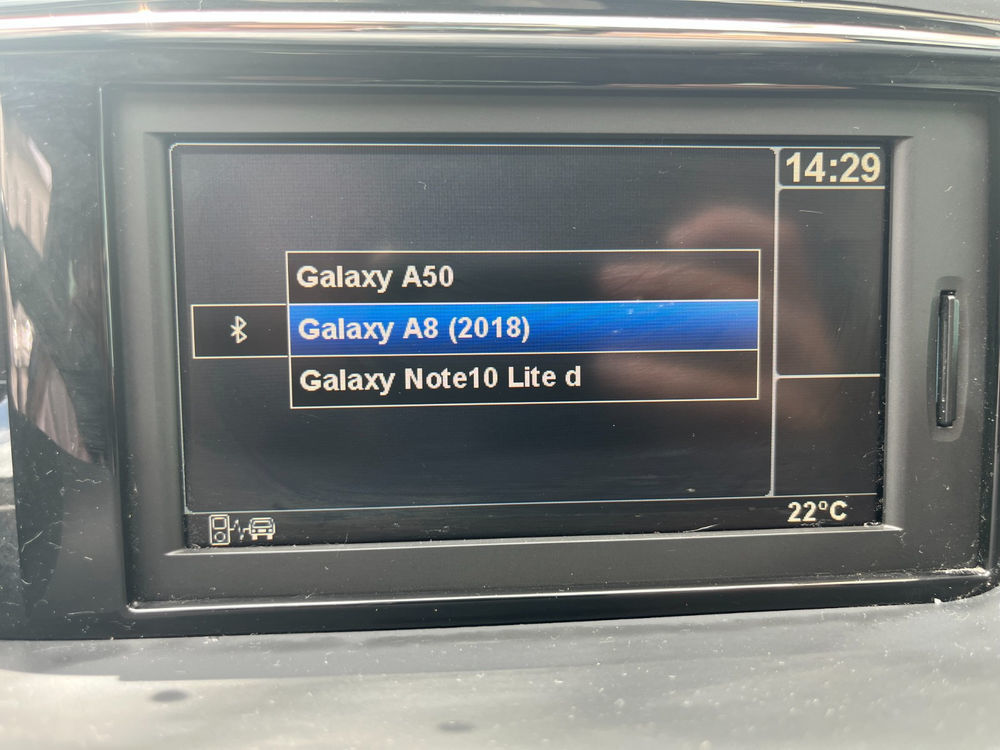 14:29
Galaxy A50
Galaxy A8 (2018)
Galaxy Note10 Lite d
22°C